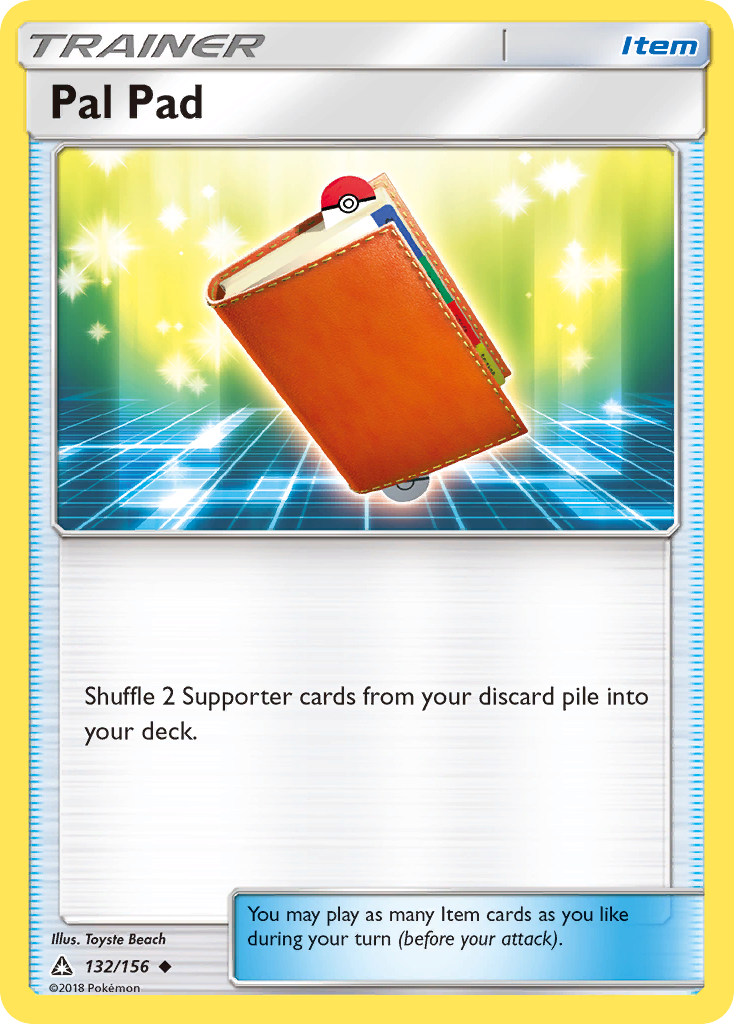 TRAINER Item
Pal Pad
Shuffle 2 Supporter cards from your discard pile into
your deck.
You may play as many Item cards as you like
during your turn (before your attack).
Illus. Toyste Beach
132/156
©2018 Pokémon